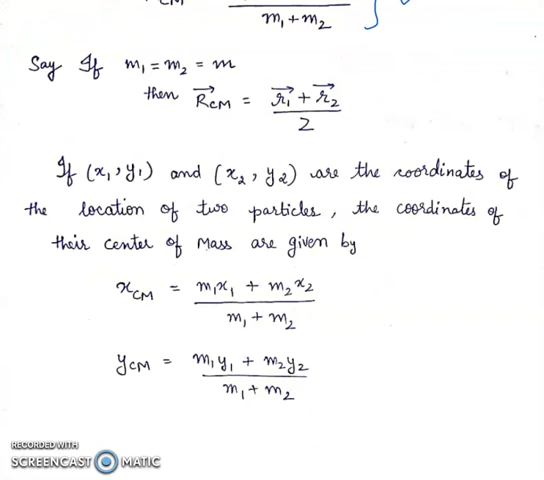 CM
m₁+m₂
Say If m₁ = m₂ = m
then R⃗CM = (r⃗₁ + r⃗₂) / 2
If (x₁, y₁) and (x₂, y₂) are the coordinates of
the location of two particles, the coordinates of
their center of Mass are given by
xCM = (m₁x₁ + m₂x₂) / (m₁ + m₂)
yCM = (m₁y₁ + m₂y₂) / (m₁ + m₂)
RECORDED WITH
SCREENCAST O MATIC